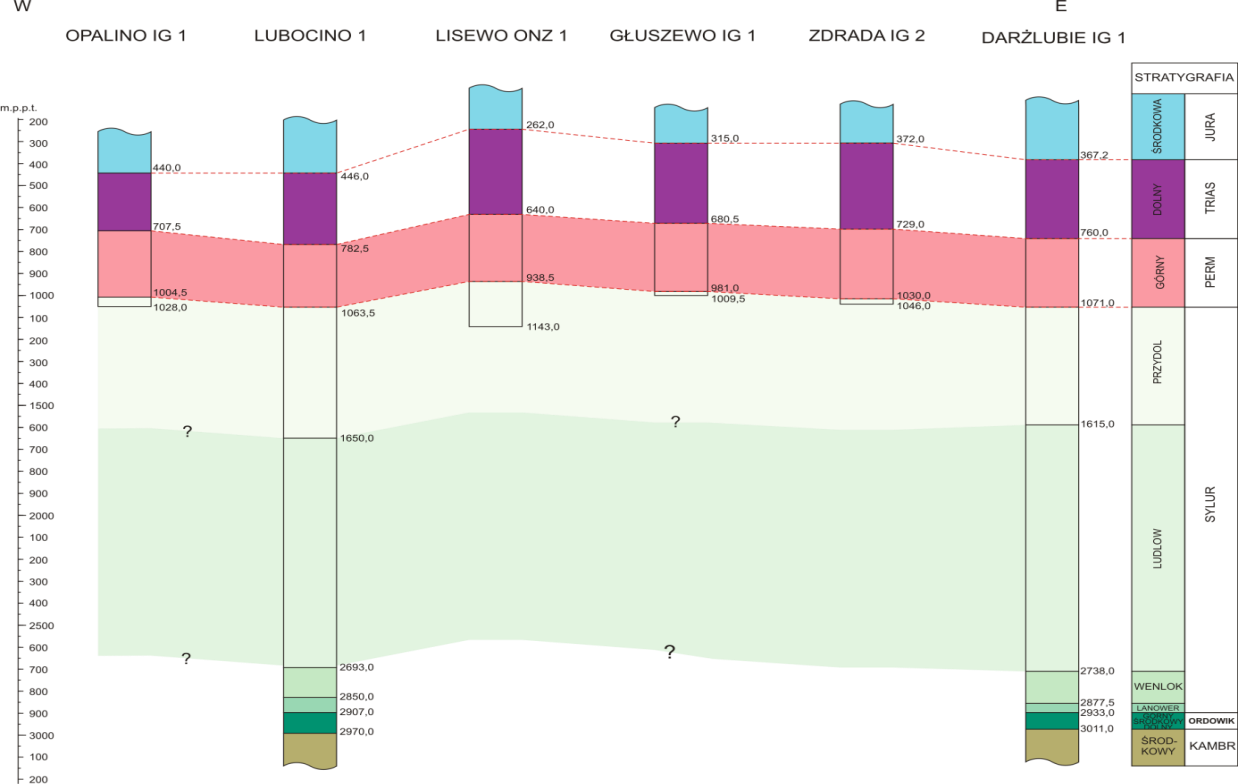 W
E
OPALINO IG 1
LUBOCINO 1
LISEWO ONZ 1
GŁUSZEWO IG 1
ZDRADA IG 2
DARŻLUBIE IG 1
STRATYGRAFIA
m.p.p.t.
200
300
400
500
600
700
800
900
1000
100
200
300
400
1500
600
700
800
900
2000
100
200
300
400
2500
600
700
800
900
3000
100
200
440,0
707,5
1004,5
1028,0
446,0
782,5
1063,5
1650,0
2693,0
2850,0
2907,0
2970,0
262,0
640,0
938,5
1143,0
315,0
680,5
981,0
1009,5
372,0
729,0
1030,0
1046,0
367,2
760,0
1071,0
1615,0
2738,0
2877,5
2933,0
3011,0
?
?
?
?
ŚRODKOWA
JURA
DOLNY
TRIAS
GÓRNY
PERM
PRZYDOL
LUDLOW
SYLUR
WENLOK
LANOWER
GÓRNY
ŚRODKOWY
DOLNY
ORDOWIK
ŚROD-
KOWY
KAMBR